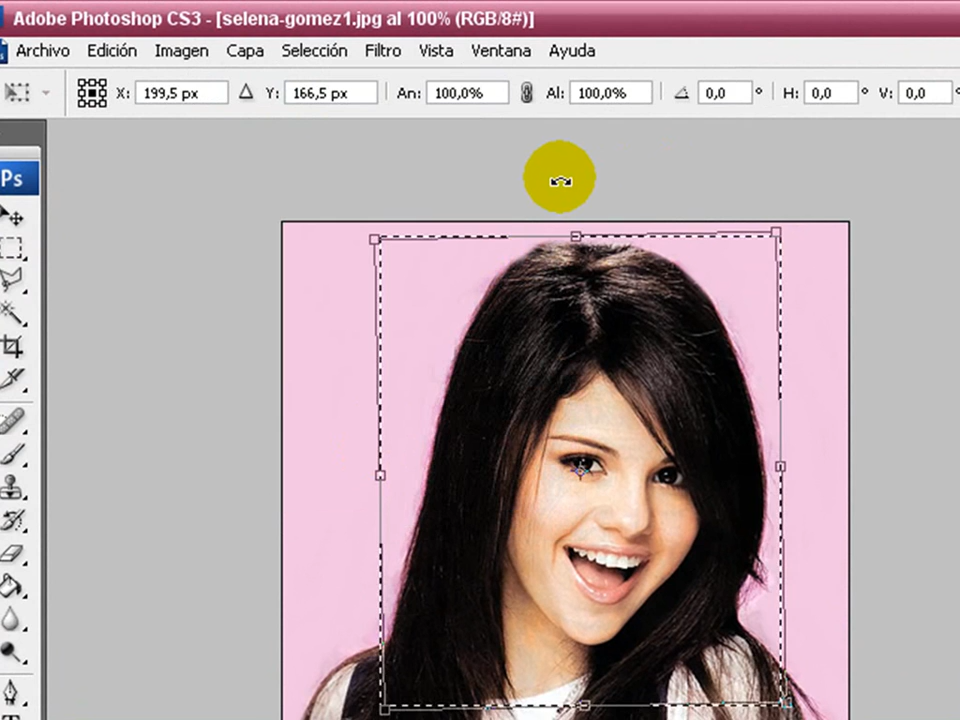 Adobe Photoshop CS3 - [selena-gomez1.jpg al 100% (RGB/8#)]
Archivo Edición Imagen Capa Selección Filtro Vista Ventana Ayuda
X: 199,5 px Y: 166,5 px An: 100,0% Al: 100,0% 0,0 ° H: 0,0 ° V: 0,0 °
Ps
T